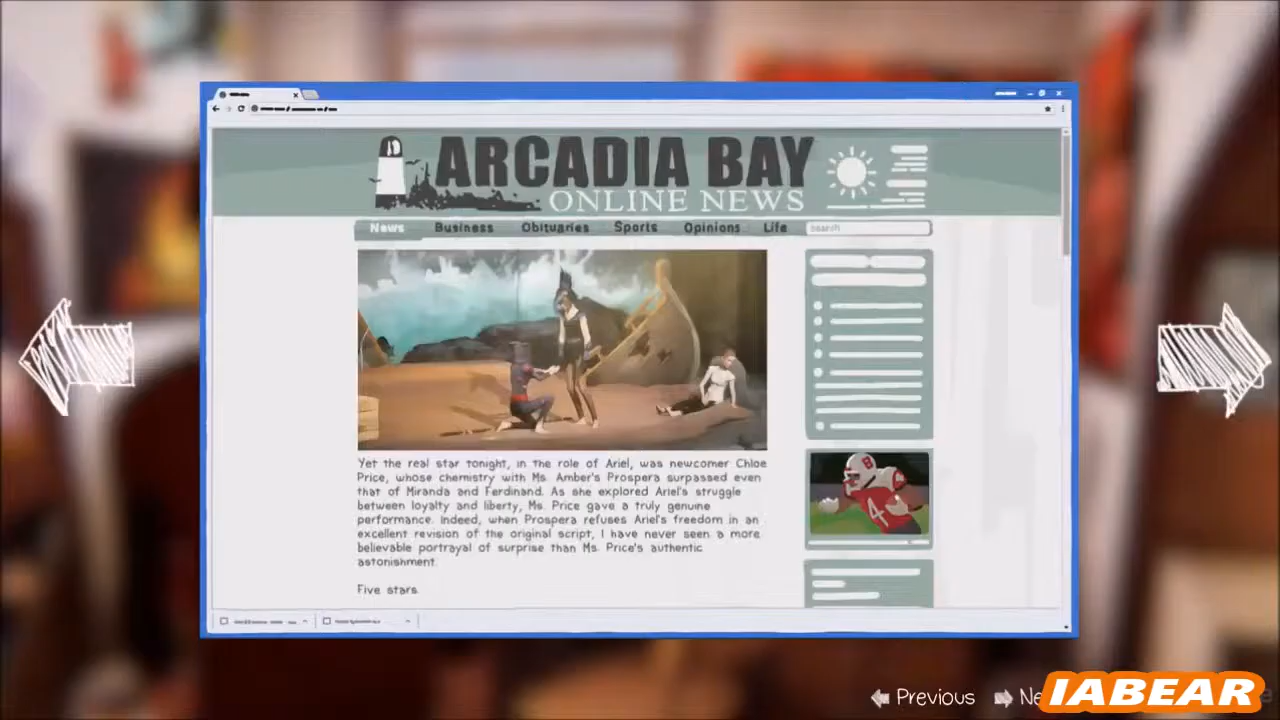 ARCADIA BAY
ONLINE NEWS
News Business Obituaries Sports Opinions Life search
Yet the real star tonight, in the role of Ariel, was newcomer Chloe
Price, whose chemistry with Ms. Amber's Prospera surpassed even
that of Miranda and Ferdinand. As she explored Ariel's struggle
between loyalty and liberty, Ms. Price gave a truly genuine
performance. Indeed, when Prospera refuses Ariel's freedom in an
excellent revision of the original script, I have never seen a more
believable portrayal of surprise than Ms. Price's authentic
astonishment.
Five stars.
B
4
Previous
IABEAR